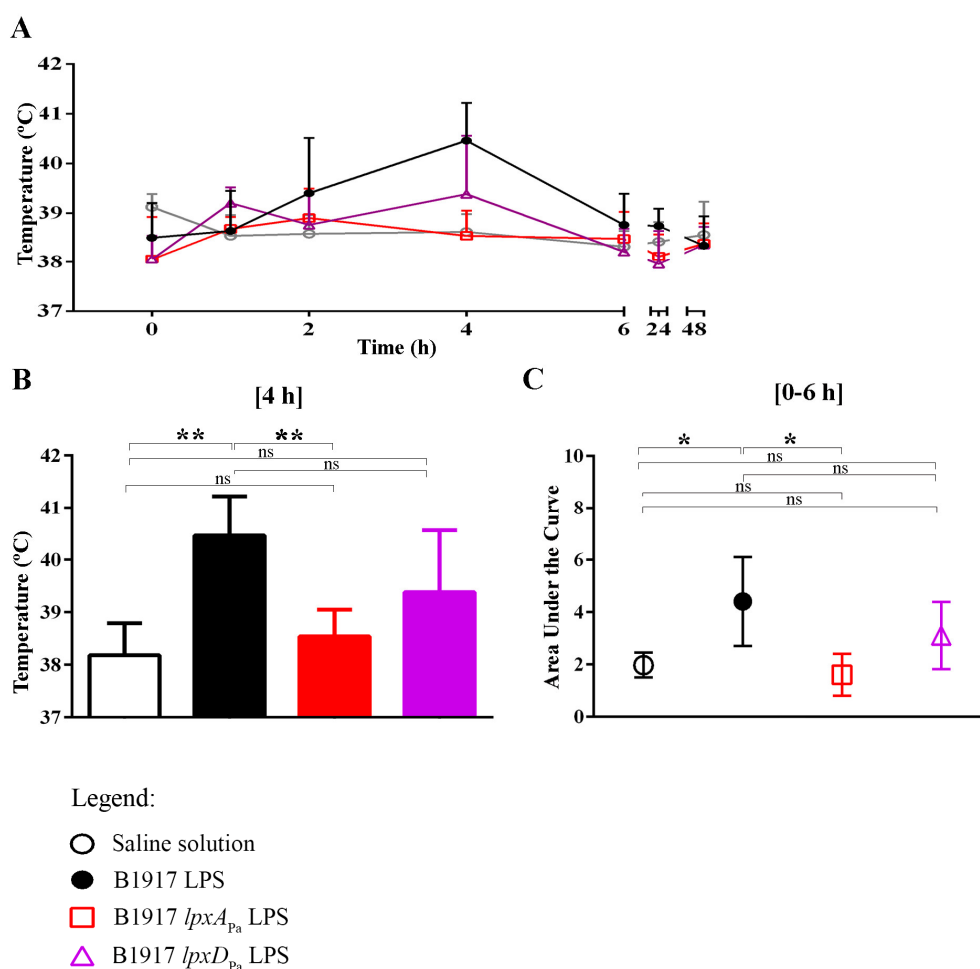 A
42
41
40
39
38
37
Temperature (ºC)
0 2 4 6 24 48
Time (h)
B
[4 h]
** **
ns
ns
ns
42
41
40
39
38
37
Temperature (ºC)
C
[0-6 h]
* *
ns
ns
ns
ns
10
8
6
4
2
0
Area Under the Curve
Legend:
Saline solution
B1917 LPS
B1917 lpxAPa LPS
B1917 lpxDPa LPS